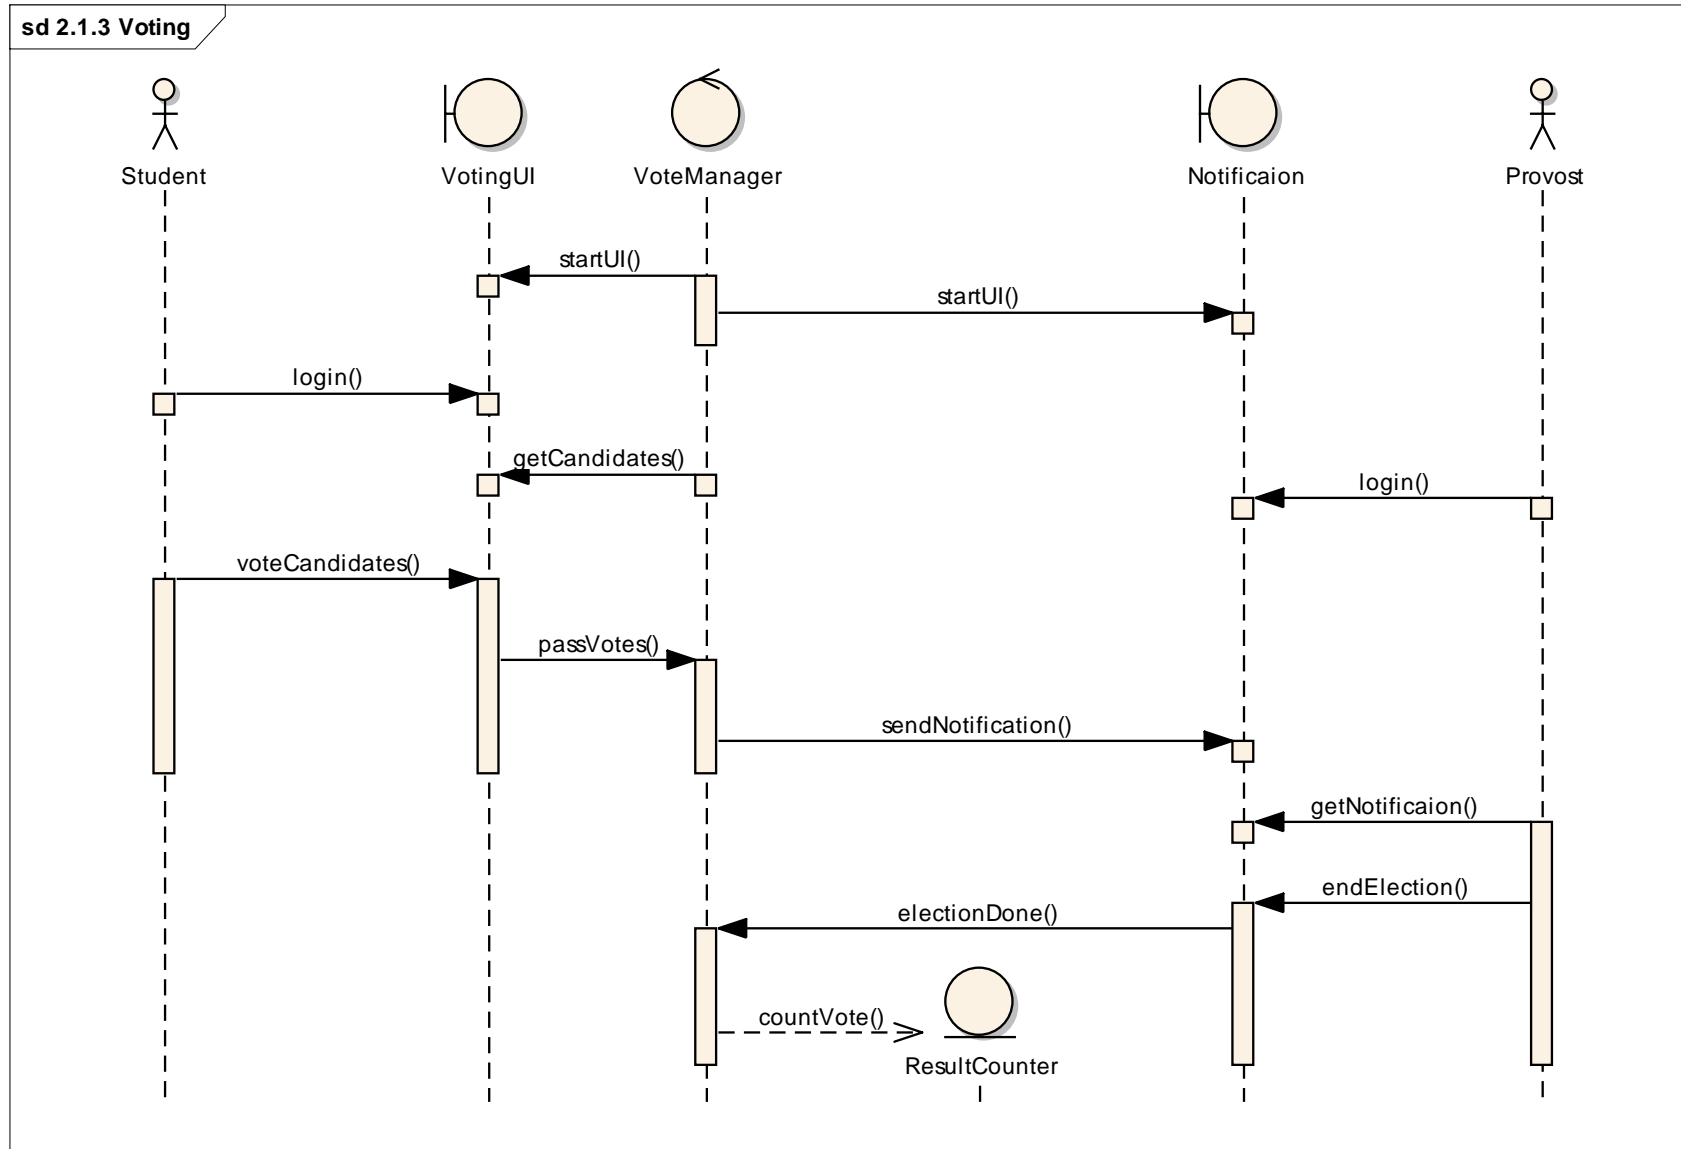 sd 2.1.3 Voting
Student
VotingUI
VoteManager
Notificaion
Provost
startUI()
startUI()
login()
getCandidates()
login()
voteCandidates()
passVotes()
sendNotification()
getNotificaion()
endElection()
electionDone()
countVote()
ResultCounter